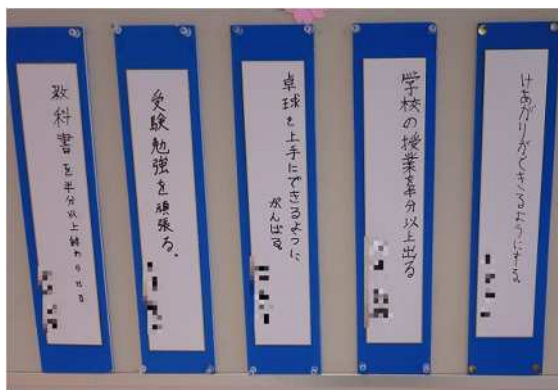 けあがりができるようにする
学校の授業を半分以上出る
卓球を上手にできるように
がんばる
受験勉強を頑張る。
教科書を半分以上終わらせる